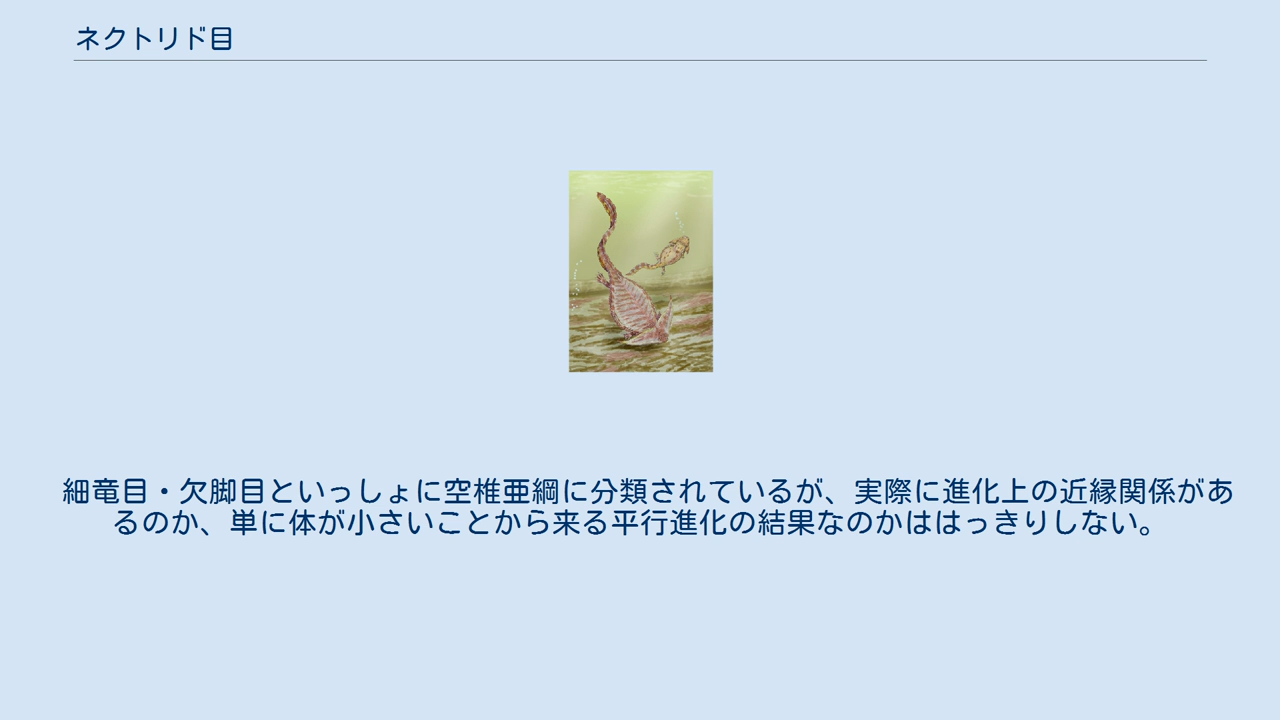 ネクトリド目
細竜目・欠脚目といっしょに空椎亜綱に分類されているが、実際に進化上の近縁関係があ
るのか、単に体が小さいことから来る平行進化の結果なのかははっきりしない。